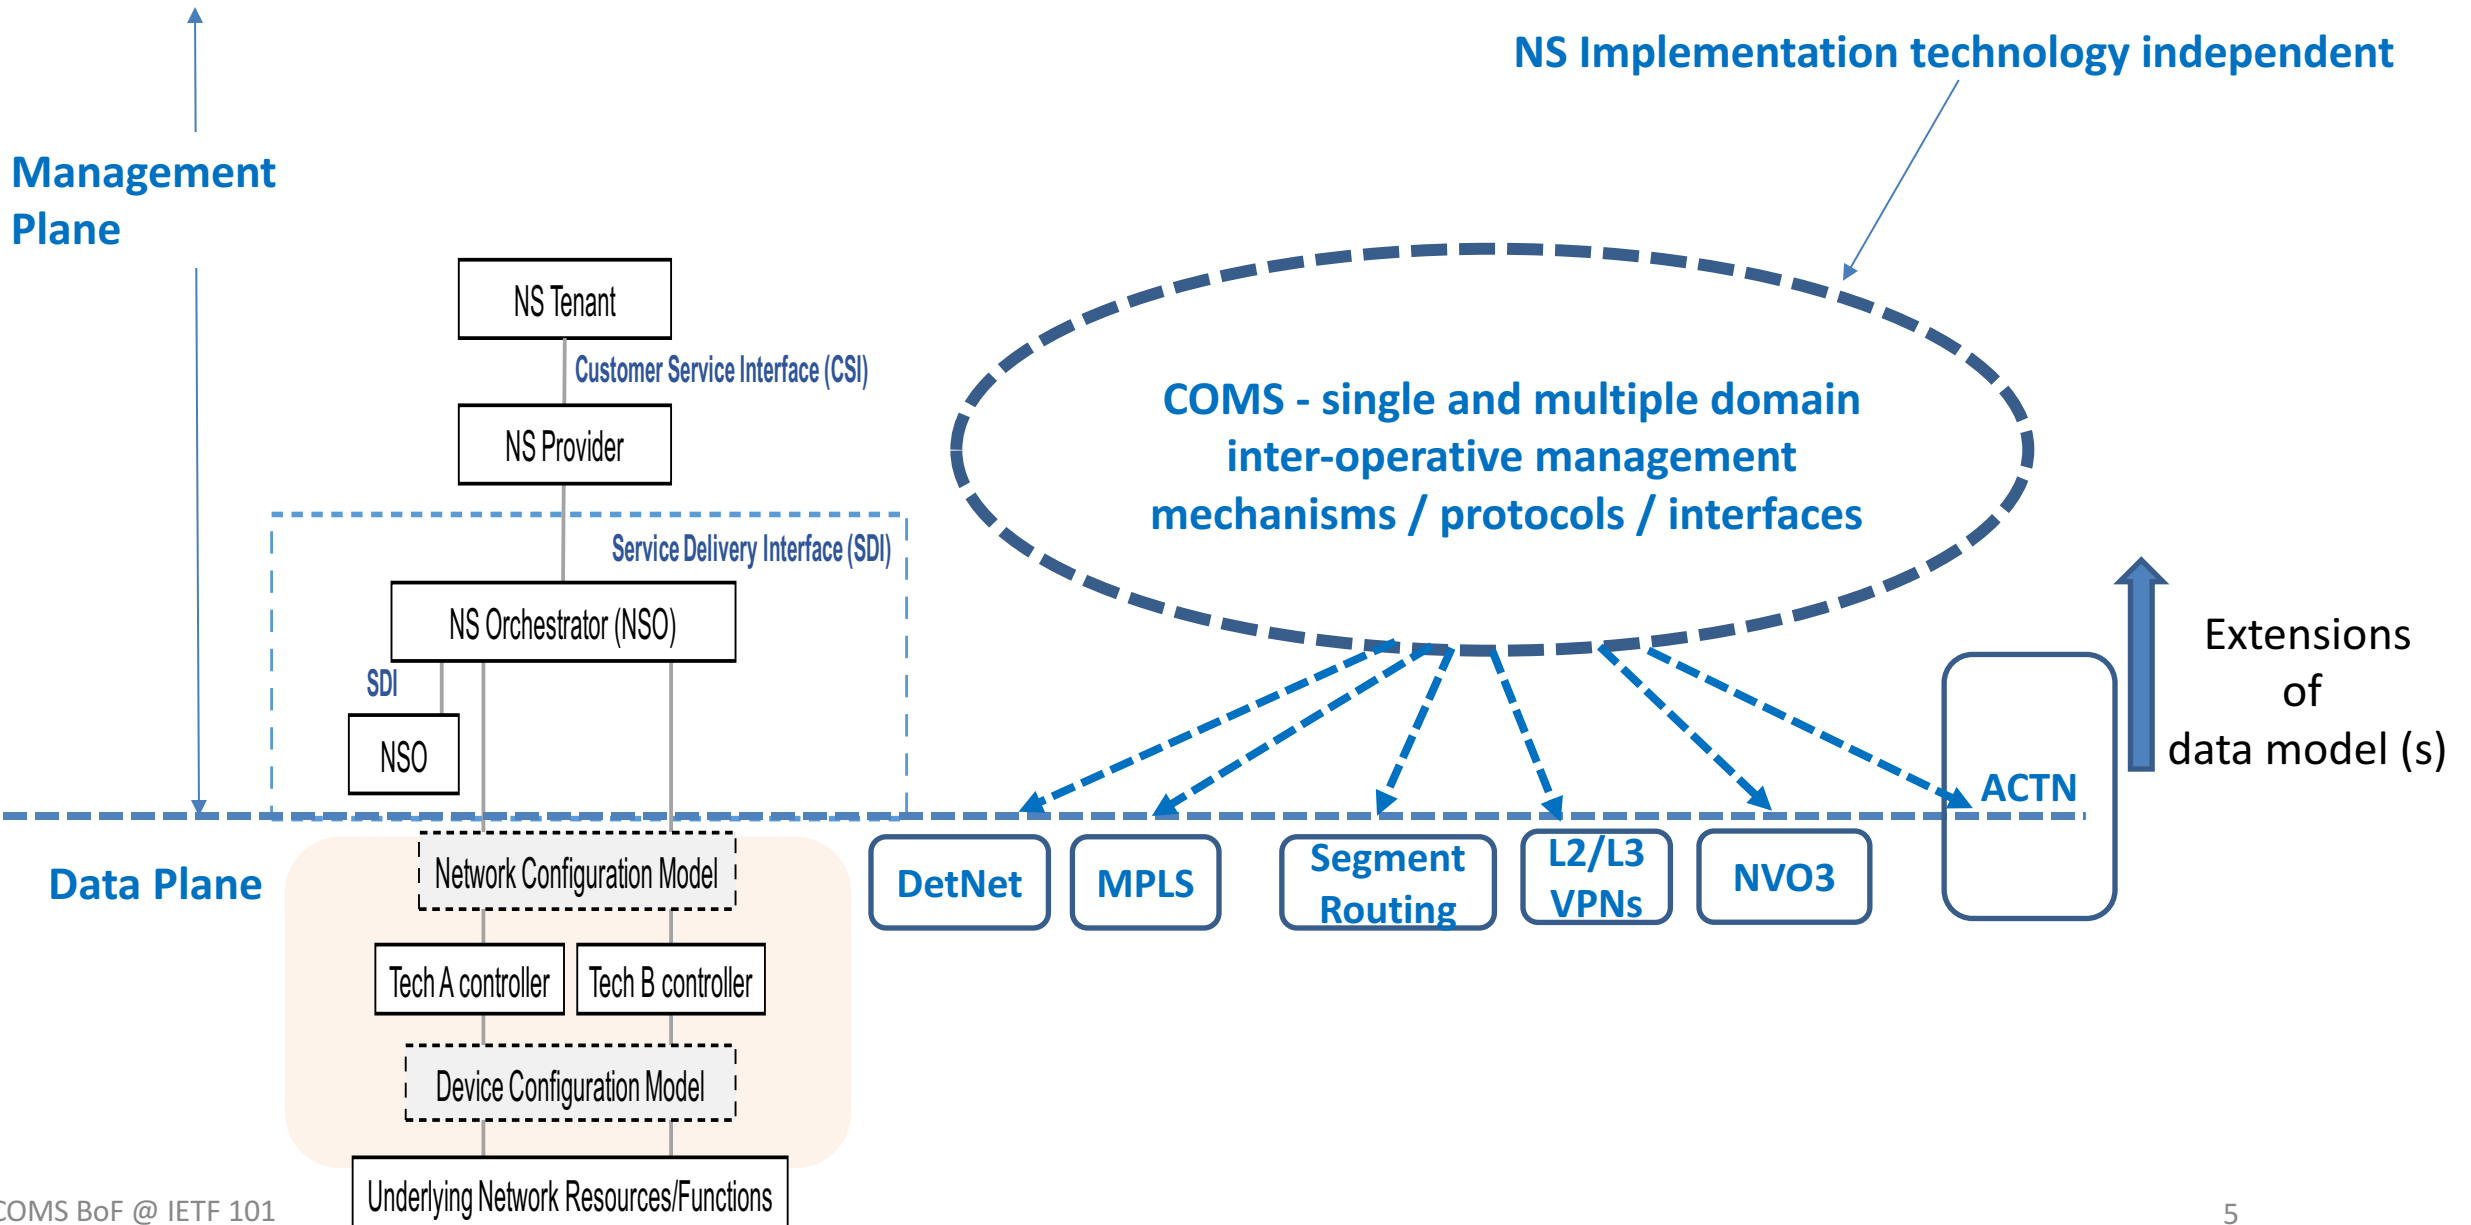 NS Implementation technology independent
Management
Plane
NS Tenant
Customer Service Interface (CSI)
NS Provider
Service Delivery Interface (SDI)
NS Orchestrator (NSO)
SDI
NSO
COMS - single and multiple domain
inter-operative management
mechanisms / protocols / interfaces
Extensions
of
data model (s)
ACTN
Data Plane
Network Configuration Model
Tech A controller
Tech B controller
Device Configuration Model
Underlying Network Resources/Functions
DetNet
MPLS
Segment
Routing
L2/L3
VPNs
NVO3
COMS BoF @ IETF 101
5